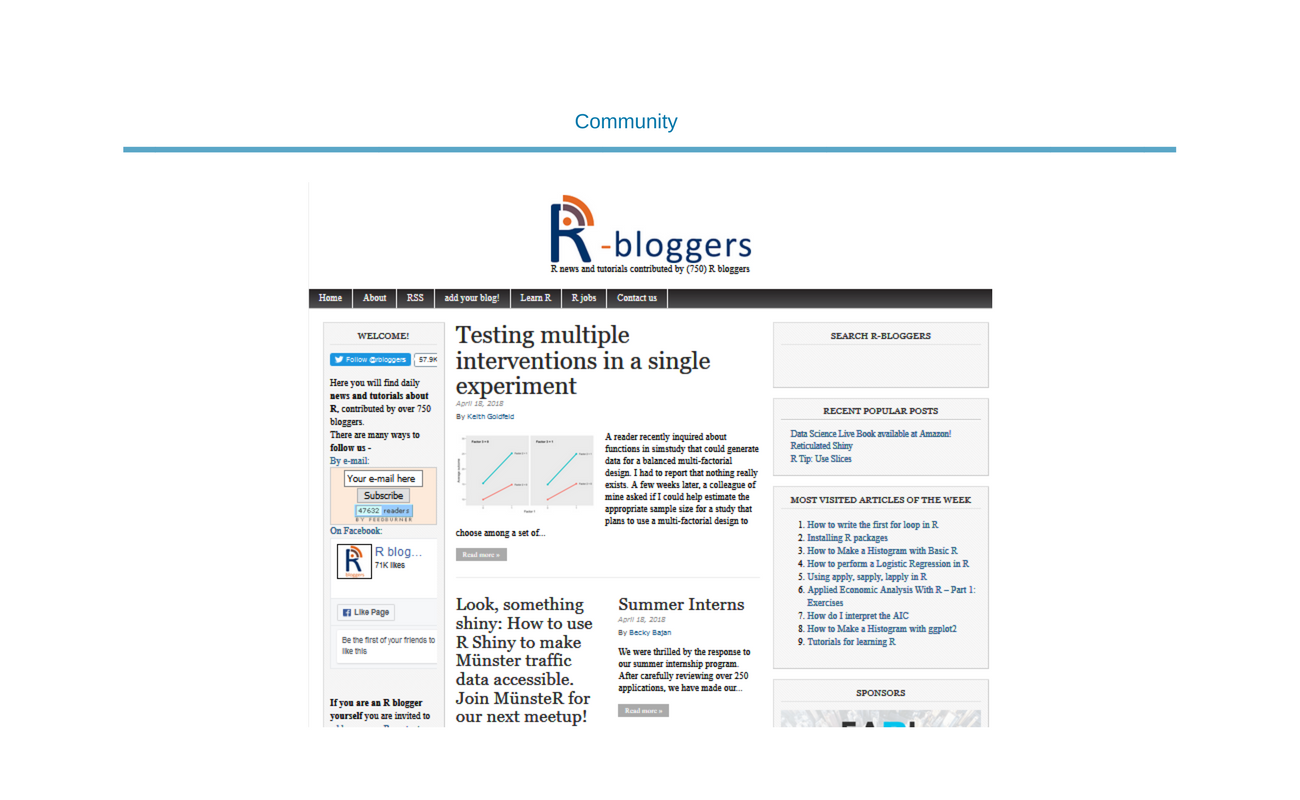 Community
R-bloggers
R news and tutorials contributed by (750) R bloggers
Home About RSS add your blog! Learn R R jobs Contact us
WELCOME!
Follow @rbloggers 57.9K
Here you will find daily
news and tutorials about
R, contributed by over 750
bloggers.
There are many ways to
follow us -
By e-mail:
Your e-mail here
Subscribe
47632 readers
BY FEEDBURNER
On Facebook:
R blog...
71K likes
bloggers
Like Page
Be the first of your friends to
like this
If you are an R blogger
yourself you are invited to
Testing multiple
interventions in a single
experiment
April 18, 2018
By Keith Goldfeld
A reader recently inquired about
functions in simstudy that could generate
data for a balanced multi-factorial
design. I had to report that nothing really
exists. A few weeks later, a colleague of
mine asked if I could help estimate the
appropriate sample size for a study that
plans to use a multi-factorial design to
choose among a set of...
Read more »
Look, something
shiny: How to use
R Shiny to make
Münster traffic
data accessible.
Join MünsteR for
our next meetup!
Summer Interns
April 18, 2018
By Becky Bajan
We were thrilled by the response to
our summer internship program.
After carefully reviewing over 250
applications, we have made our...
Read more »
SEARCH R-BLOGGERS
RECENT POPULAR POSTS
Data Science Live Book available at Amazon!
Reticulated Shiny
R Tip: Use Slices
MOST VISITED ARTICLES OF THE WEEK
1. How to write the first for loop in R
2. Installing R packages
3. How to Make a Histogram with Basic R
4. How to perform a Logistic Regression in R
5. Using apply, sapply, lapply in R
6. Applied Economic Analysis With R – Part 1:
Exercises
7. How do I interpret the AIC
8. How to Make a Histogram with ggplot2
9. Tutorials for learning R
SPONSORS